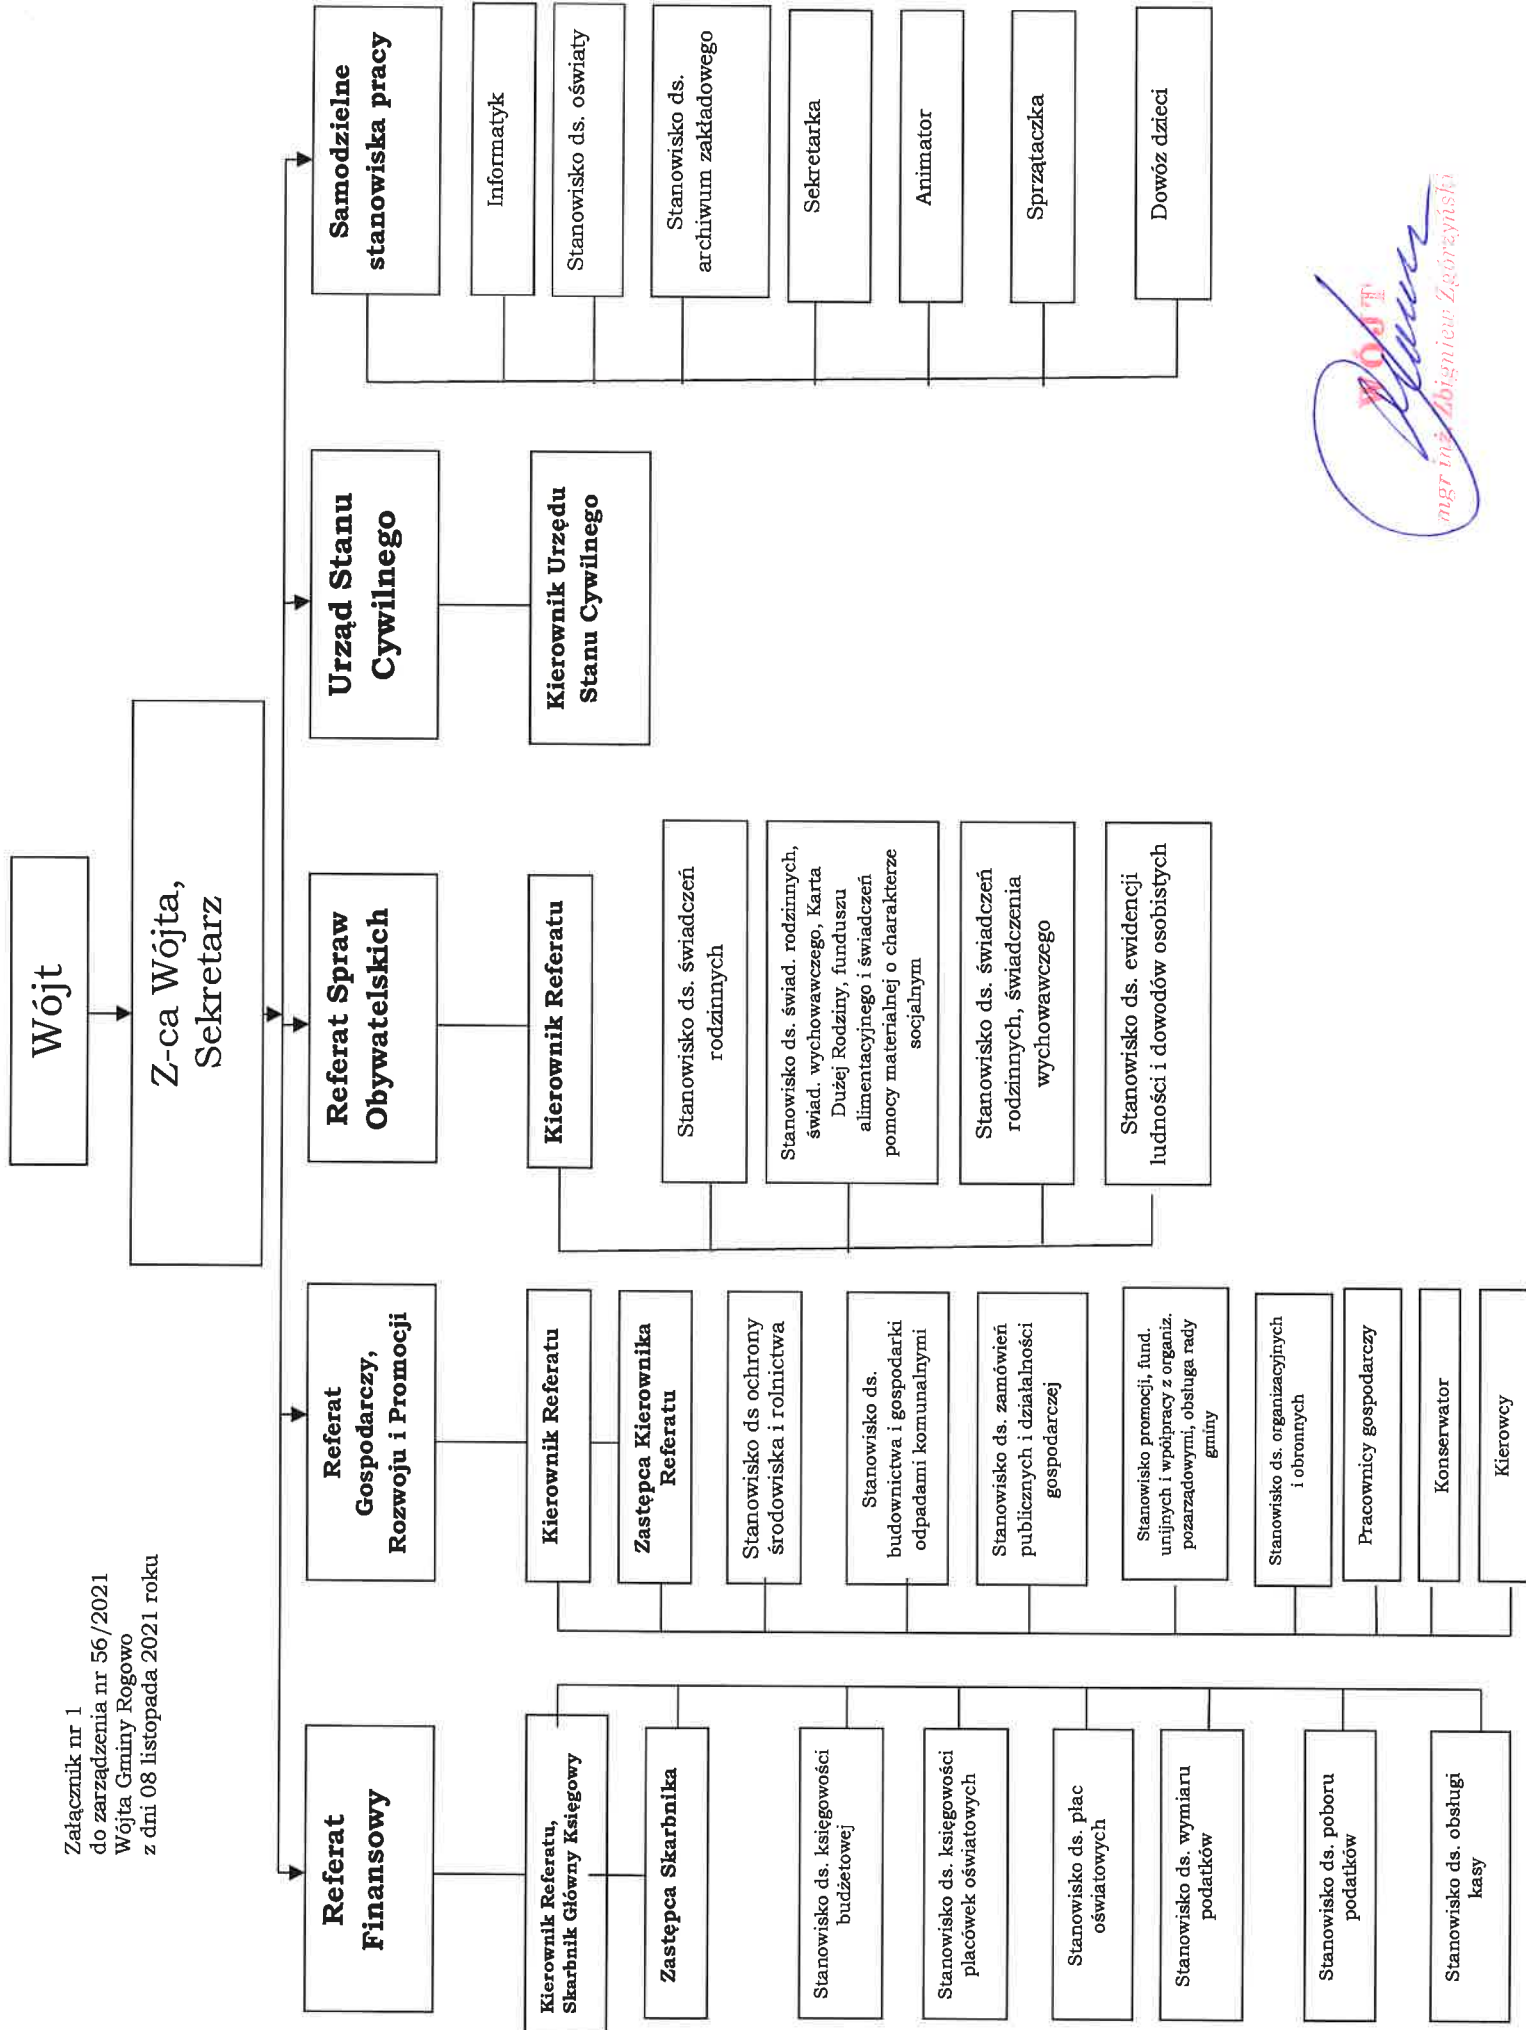 Załącznik nr 1
do zarządzenia nr 56/2021
Wójta Gminy Rogowo
z dni 08 listopada 2021 roku
Wójt
Z-ca Wójta,
Sekretarz
Referat
Finansowy
Kierownik Referatu,
Skarbnik Główny Księgowy
Zastępca Skarbnika
Stanowisko ds. księgowości
budżetowej
Stanowisko ds. księgowości
placówek oświatowych
Stanowisko ds. płac
oświatowych
Stanowisko ds. wymiaru
podatków
Stanowisko ds. poboru
podatków
Stanowisko ds. obsługi
kasy
Referat
Gospodarczy,
Rozwoju i Promocji
Kierownik Referatu
Zastępca Kierownika
Referatu
Stanowisko ds ochrony
środowiska i rolnictwa
Stanowisko ds.
budownictwa i gospodarki
odpadami komunalnymi
Stanowisko ds. zamówień
publicznych i działalności
gospodarczej
Stanowisko promocji, fund.
unijnych i wpółpracy z organiz.
pozarządowymi, obsługa rady
gminy
Stanowisko ds. organizacyjnych
i obronnych
Pracownicy gospodarczy
Konserwator
Kierowcy
Referat Spraw
Obywatelskich
Kierownik Referatu
Stanowisko ds. świadczeń
rodzinnych
Stanowisko ds. świad. rodzinnych,
świad. wychowawczego, Karta
Dużej Rodziny, funduszu
alimentacyjnego i świadczeń
pomocy materialnej o charakterze
socjalnym
Stanowisko ds. świadczeń
rodzinnych, świadczenia
wychowawczego
Stanowisko ds. ewidencji
ludności i dowodów osobistych
Urząd Stanu
Cywilnego
Kierownik Urzędu
Stanu Cywilnego
Samodzielne
stanowiska pracy
Informatyk
Stanowisko ds. oświaty
Stanowisko ds.
archiwum zakładowego
Sekretarka
Animator
Sprzątaczka
Dowóz dzieci
WÓJT
mgr inż. Zbigniew Zgórzyński